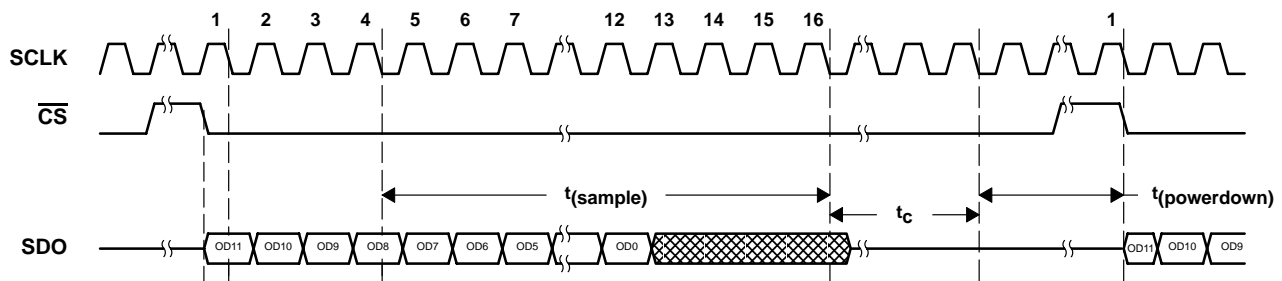 1 2 3 4 5 6 7 12 13 14 15 16 1
SCLK
CS
t(sample)
tc
t(powerdown)
SDO
OD11 OD10 OD9 OD8 OD7 OD6 OD5 OD0 OD11 OD10 OD9